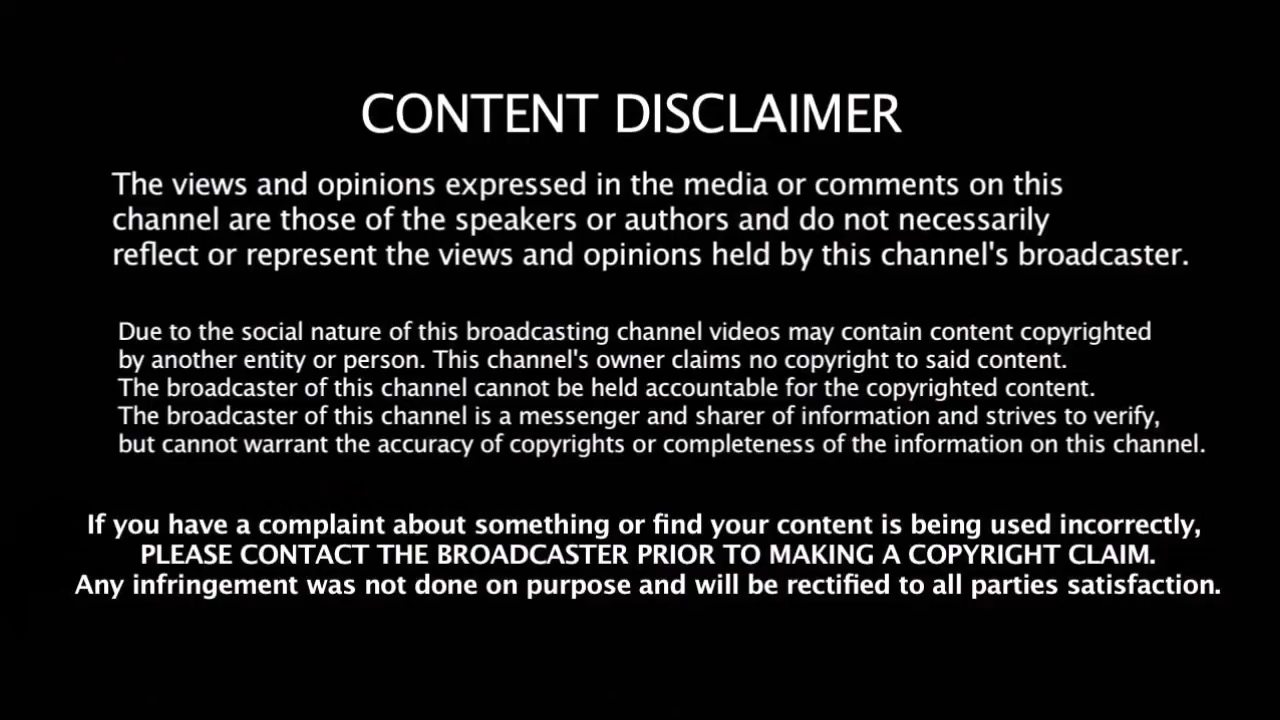 CONTENT DISCLAIMER
The views and opinions expressed in the media or comments on this
channel are those of the speakers or authors and do not necessarily
reflect or represent the views and opinions held by this channel's broadcaster.
Due to the social nature of this broadcasting channel videos may contain content copyrighted
by another entity or person. This channel's owner claims no copyright to said content.
The broadcaster of this channel cannot be held accountable for the copyrighted content.
The broadcaster of this channel is a messenger and sharer of information and strives to verify,
but cannot warrant the accuracy of copyrights or completeness of the information on this channel.
If you have a complaint about something or find your content is being used incorrectly,
PLEASE CONTACT THE BROADCASTER PRIOR TO MAKING A COPYRIGHT CLAIM.
Any infringement was not done on purpose and will be rectified to all parties satisfaction.